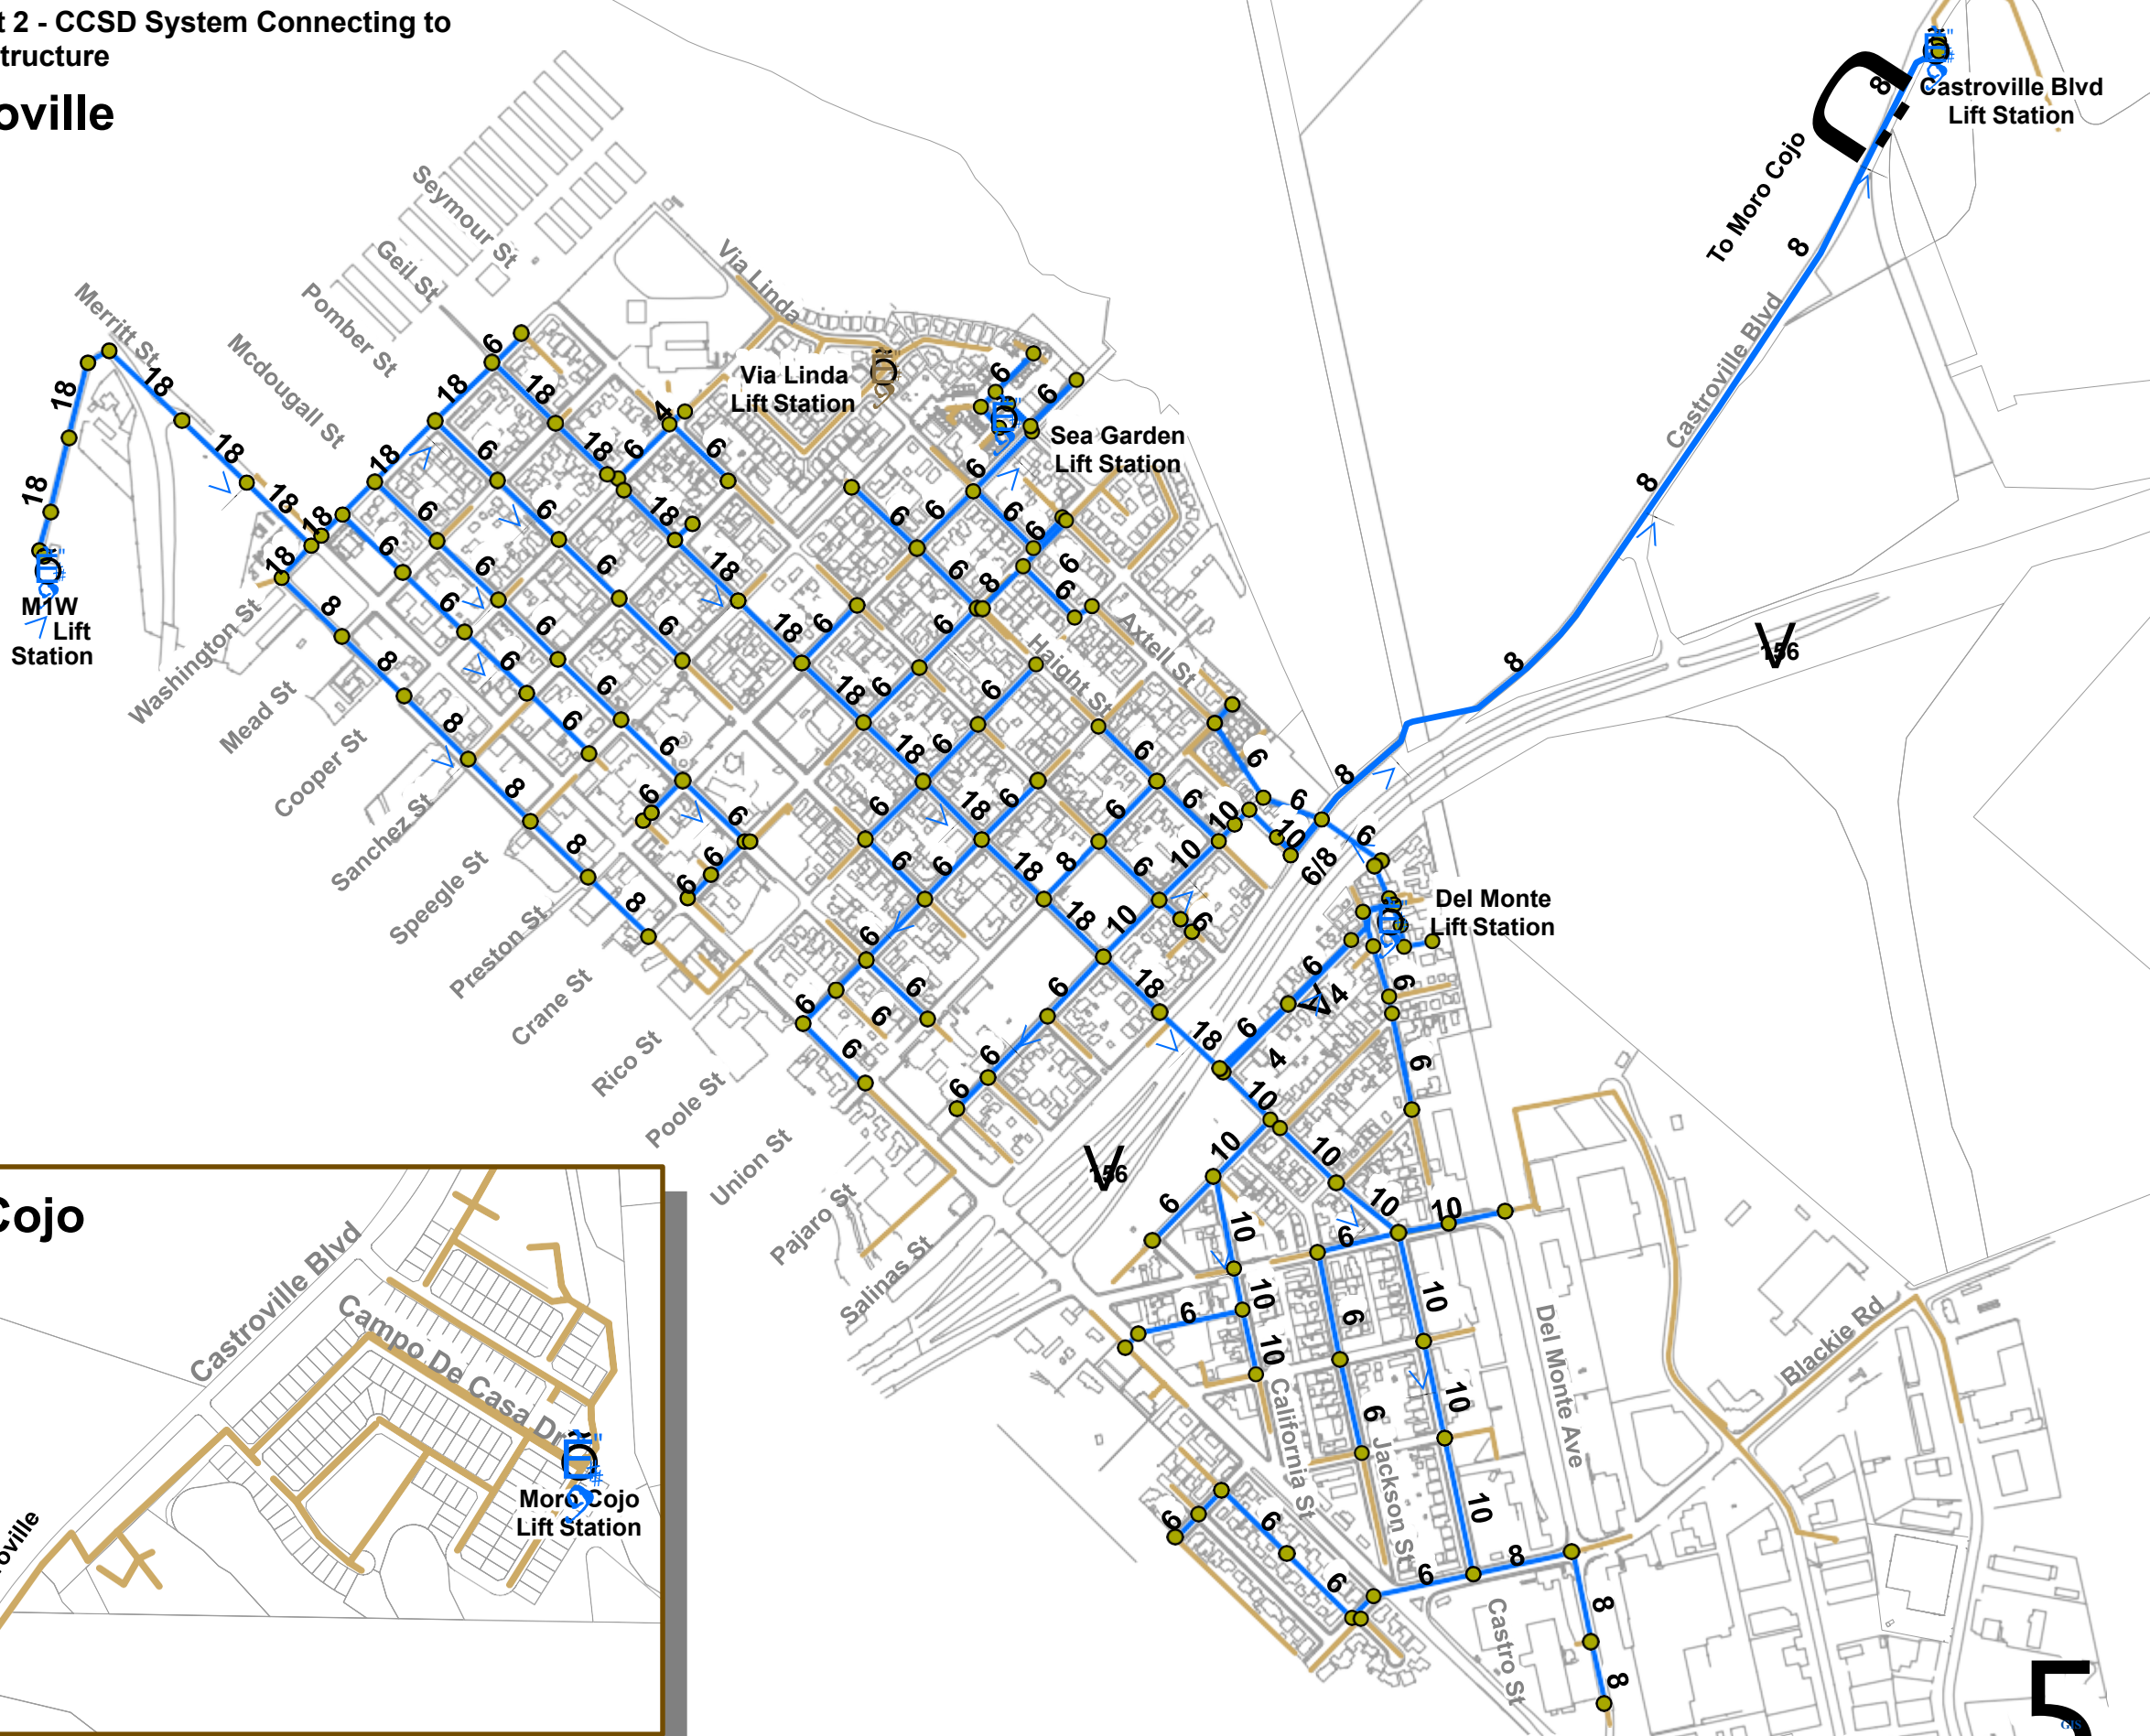 t 2 - CCSD System Connecting to
tructure
oville
Castroville Blvd
Lift Station
To Moro Cojo
Castroville Blvd
Seymour St
Geil St
Pomber St
Merritt St
Mcdougall St
Via Linda
Via Linda
Lift Station
Sea Garden
Lift Station
M1W
Lift
Station
Washington St
Mead St
Cooper St
Sanchez St
Speegle St
Preston St
Crane St
Rico St
Poole St
Union St
Pajaro St
Salinas St
Haight St
Axtell St
156
156
6/8
Del Monte
Lift Station
Del Monte Ave
Blackie Rd
California St
Jackson St
Castro St
Cojo
Castroville Blvd
Campo De Casa Dr
Moro Cojo
Lift Station
oville
5
GIS